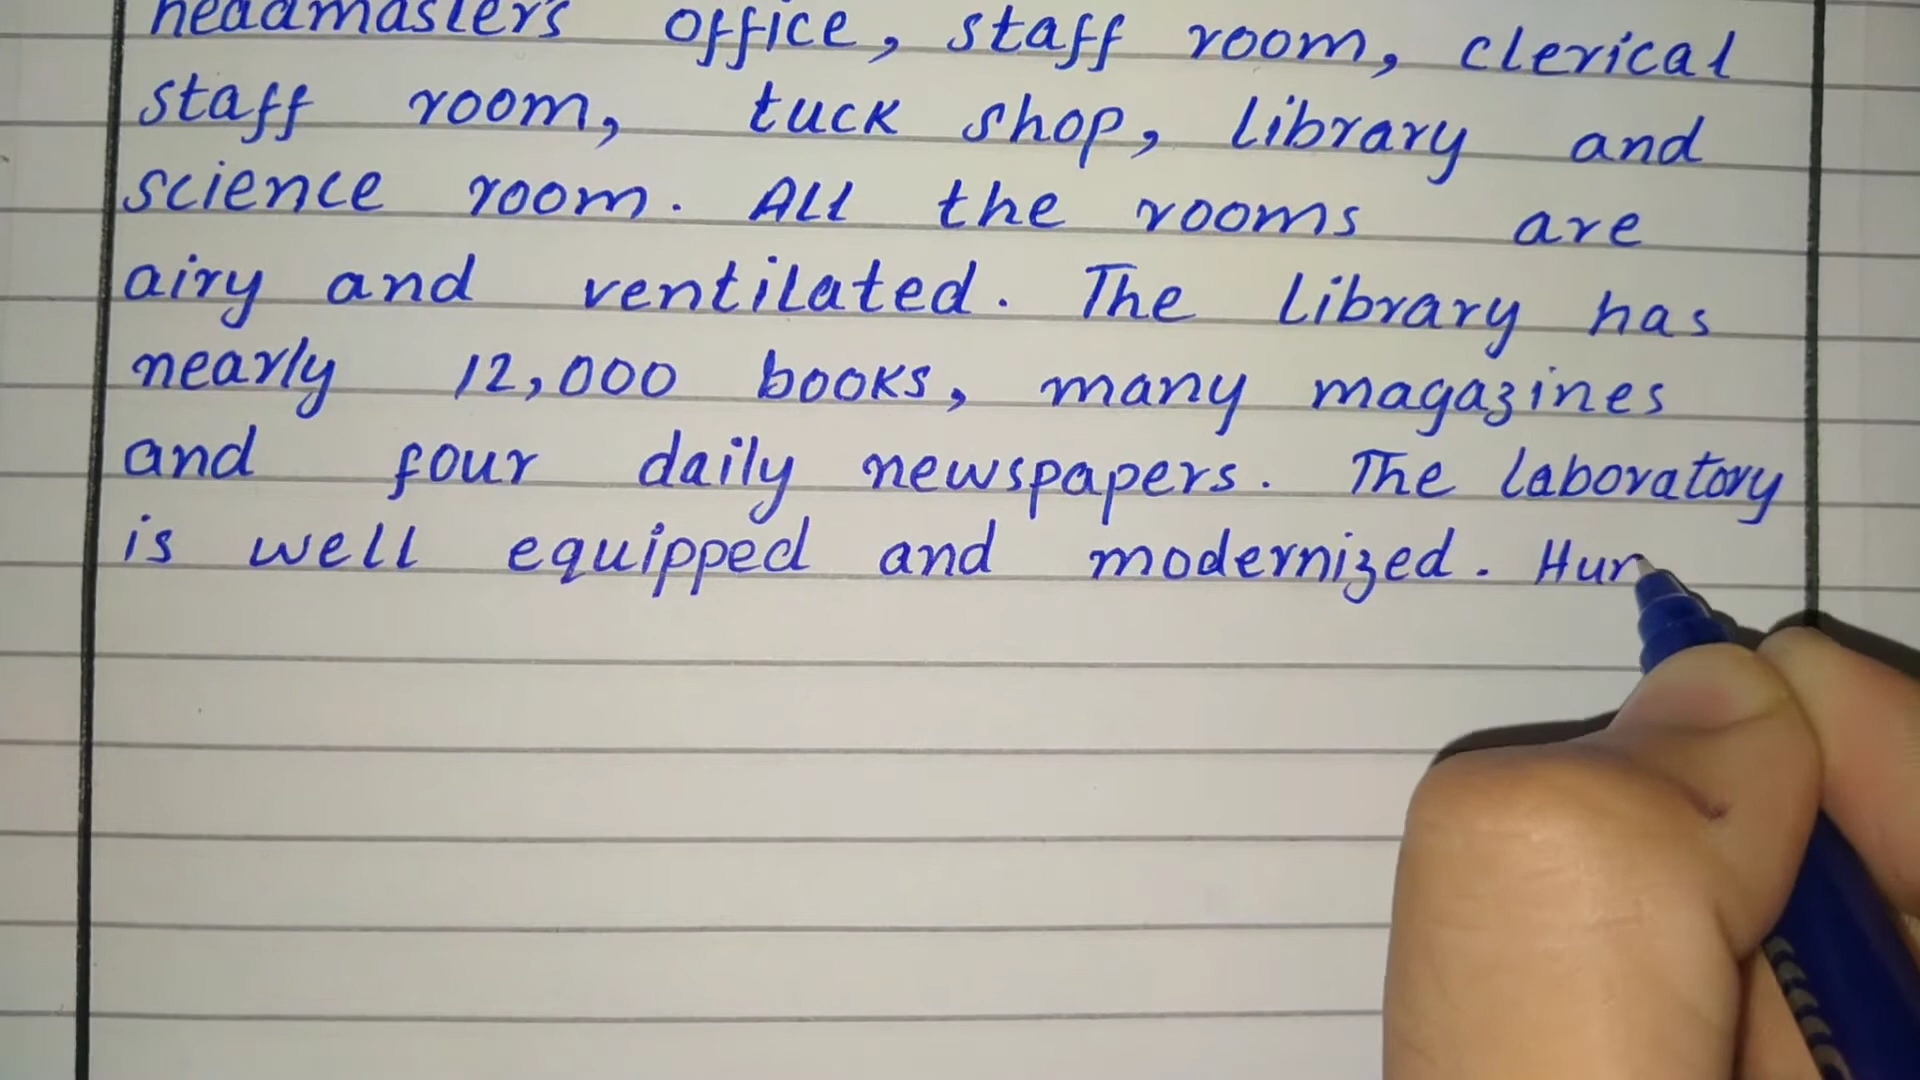 headmaster's office, staff room, clerical
staff room, tuck shop, library and
science room. All the rooms are
airy and ventilated. The library has
nearly 12,000 books, many magazines
and four daily newspapers. The laboratory
is well equipped and modernized. Hun